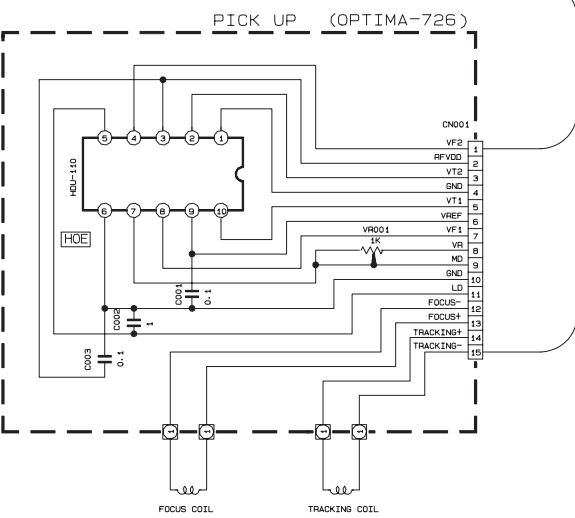 PICK UP (OPTIMA-726)
CN001
5 4 3 2 1
HDU-110
6 7 8 9 10
HOE
VF2 1
RFVDD 2
VT2 3
GND 4
VT1 5
VREF 6
VF1 7
VR001
1K
VR 8
MD 9
GND 10
LD 11
FOCUS- 12
FOCUS+ 13
TRACKING+ 14
TRACKING- 15
C001
0.1
C002
1
C003
0.1
1 1 1 1
FOCUS COIL
TRACKING COIL